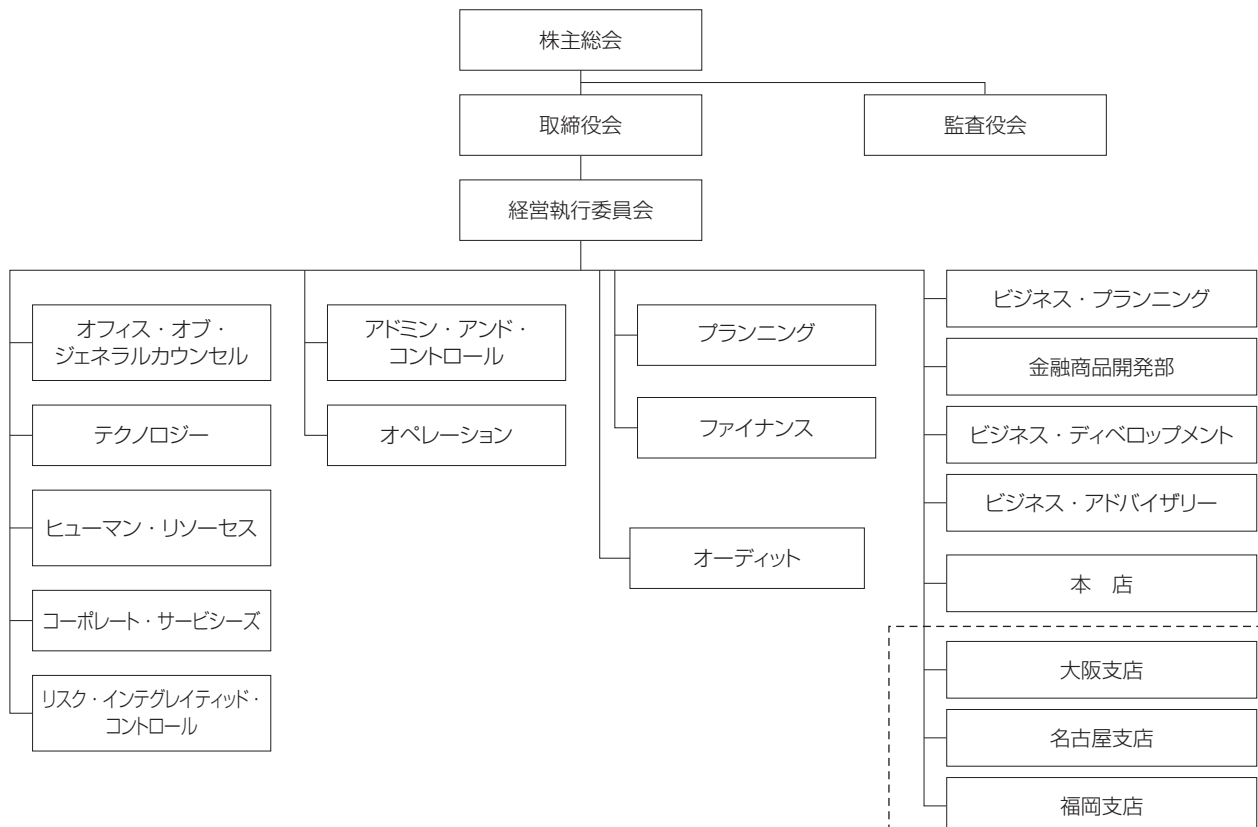 株主総会
取締役会
監査役会
経営執行委員会
オフィス・オブ・
ジェネラルカウンセル
テクノロジー
ヒューマン・リソーセス
コーポレート・サービシーズ
リスク・インテグレイティッド・
コントロール
アドミン・アンド・
コントロール
オペレーション
プランニング
ファイナンス
オーディット
ビジネス・プランニング
金融商品開発部
ビジネス・ディベロップメント
ビジネス・アドバイザリー
本　店
大阪支店
名古屋支店
福岡支店